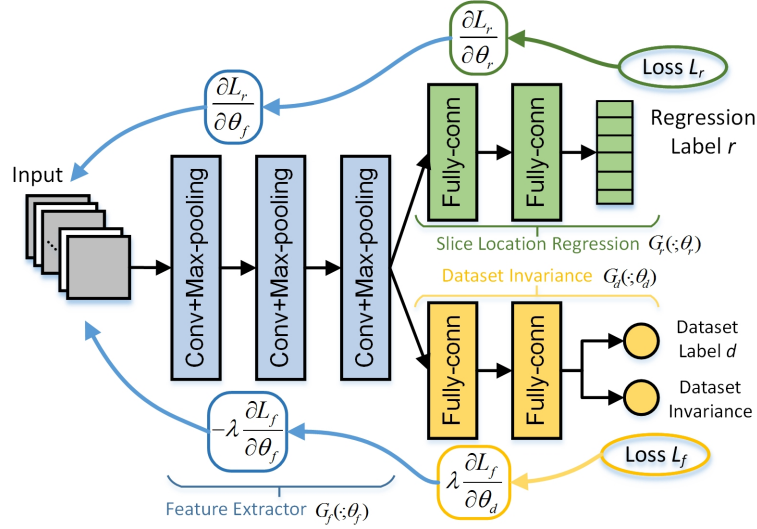 ∂L_r
∂θ_r
Loss L_r
∂L_r
∂θ_f
Regression
Label r
Input
Conv+Max-pooling
Conv+Max-pooling
Conv+Max-pooling
Fully-conn
Fully-conn
Slice Location Regression G_r(·;θ_r)
Dataset Invariance G_d(·;θ_d)
Fully-conn
Fully-conn
Dataset
Label d
Dataset
Invariance
−λ ∂L_f
∂θ_f
Loss L_f
λ ∂L_f
∂θ_d
Feature Extractor G_f(·;θ_f)